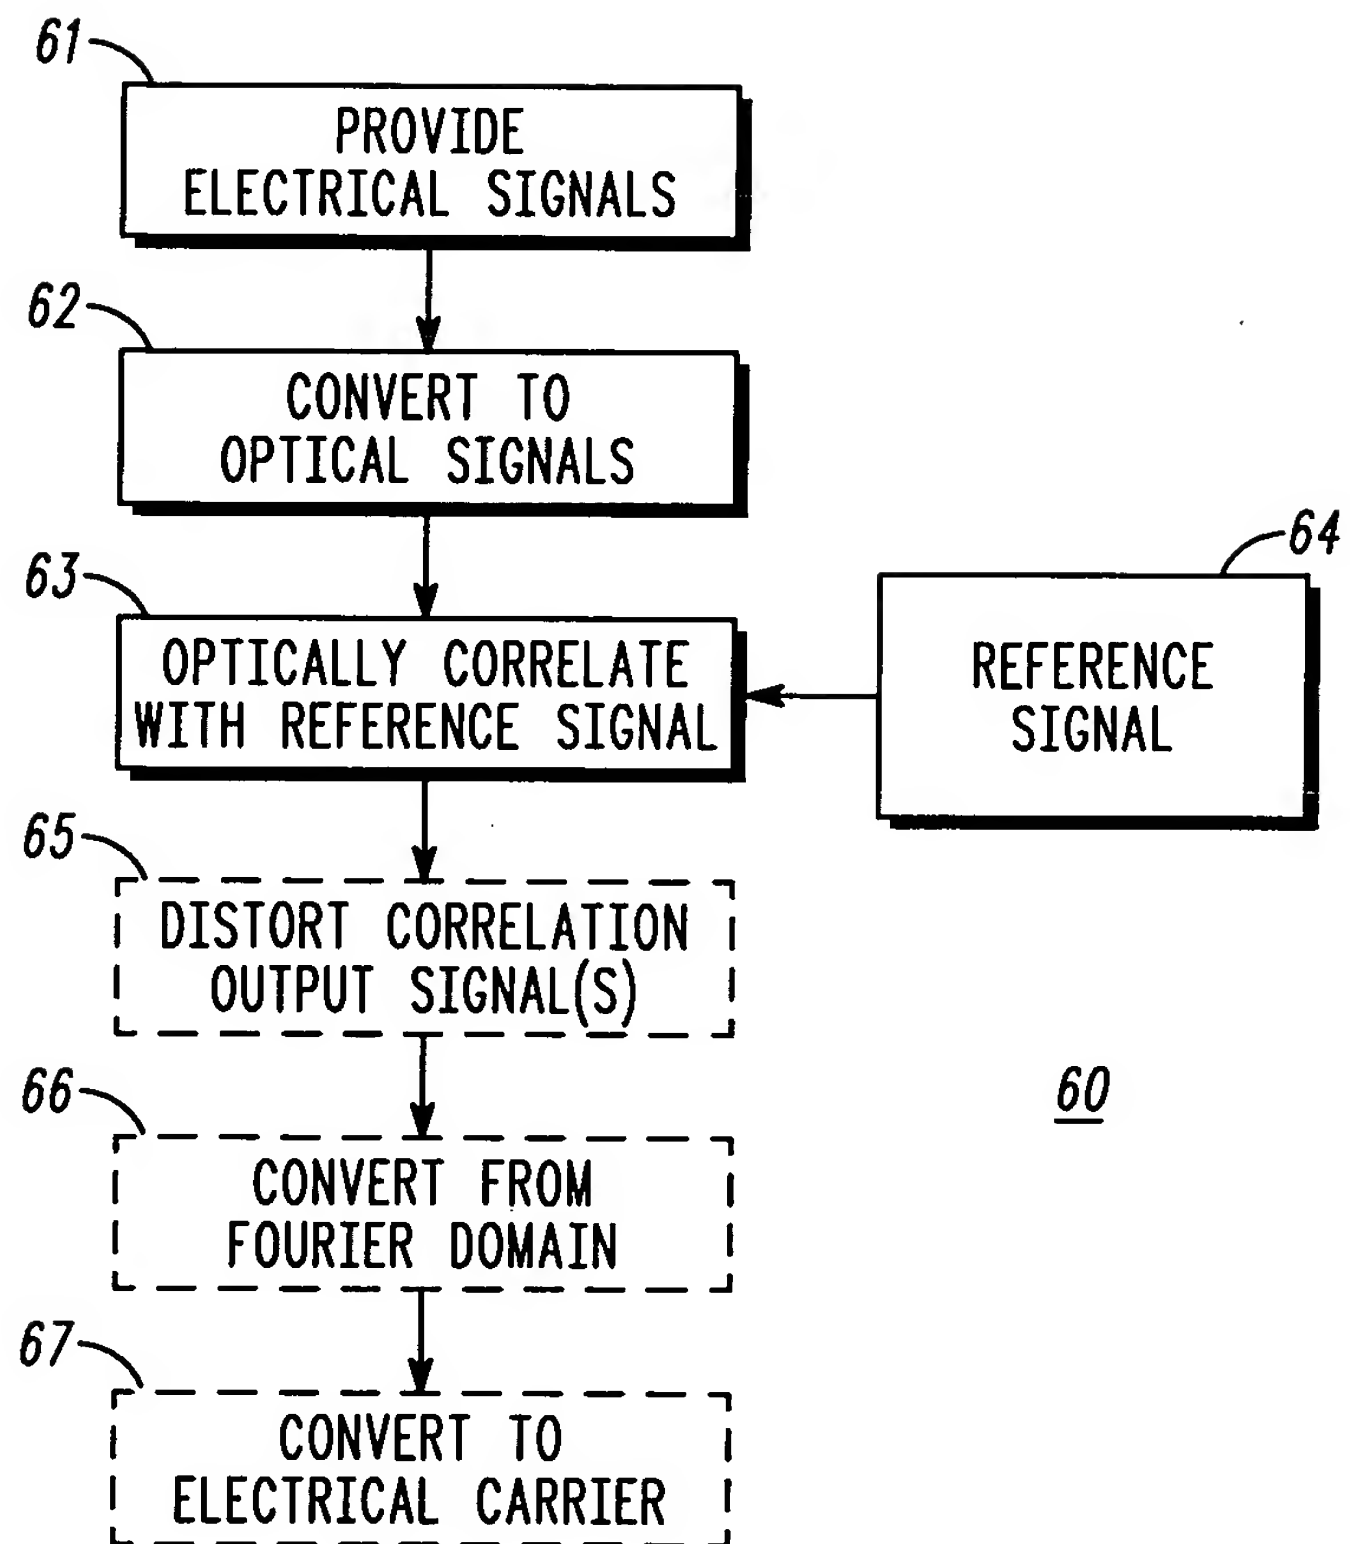 61
PROVIDE
ELECTRICAL SIGNALS
62
CONVERT TO
OPTICAL SIGNALS
63
OPTICALLY CORRELATE
WITH REFERENCE SIGNAL
64
REFERENCE
SIGNAL
65
DISTORT CORRELATION
OUTPUT SIGNAL(S)
66
CONVERT FROM
FOURIER DOMAIN
60
67
CONVERT TO
ELECTRICAL CARRIER